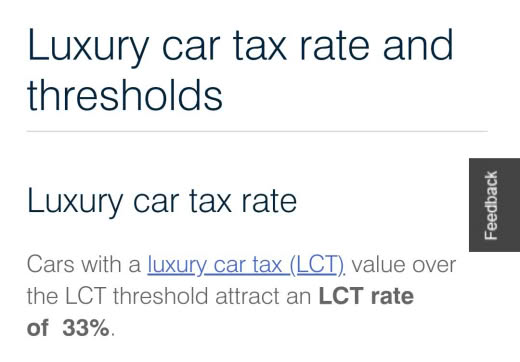 Luxury car tax rate and
thresholds
Luxury car tax rate
Feedback
Cars with a luxury car tax (LCT) value over
the LCT threshold attract an LCT rate
of 33%.